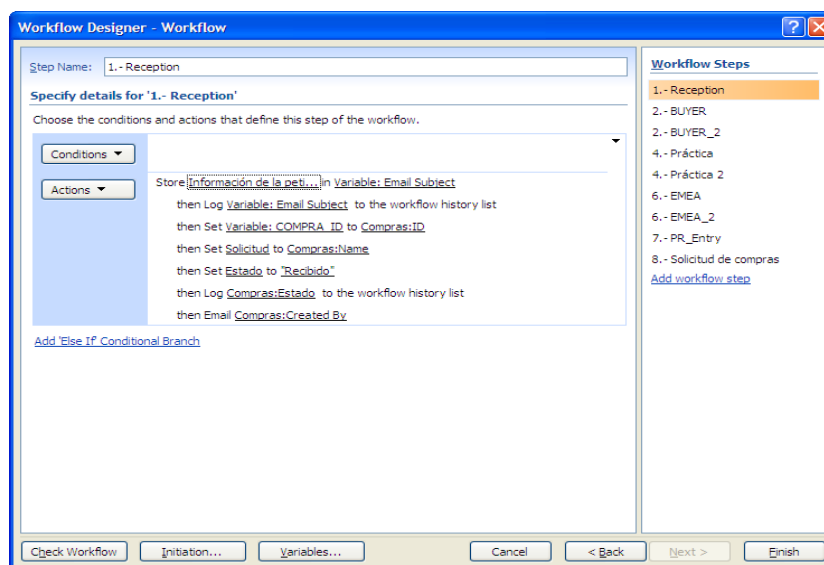 Workflow Designer - Workflow
Step Name: 1.- Reception
Specify details for '1.- Reception'
Choose the conditions and actions that define this step of the workflow.
Conditions
Actions
Store Información de la peti... in Variable: Email Subject
then Log Variable: Email Subject to the workflow history list
then Set Variable: COMPRA_ID to Compras:ID
then Set Solicitud to Compras:Name
then Set Estado to "Recibido"
then Log Compras:Estado to the workflow history list
then Email Compras:Created By
Add 'Else If' Conditional Branch
Workflow Steps
1.- Reception
2.- BUYER
2.- BUYER_2
4.- Práctica
4.- Práctica 2
6.- EMEA
6.- EMEA_2
7.- PR_Entry
8.- Solicitud de compras
Add workflow step
Check Workflow
Initiation...
Variables...
Cancel
< Back
Next >
Finish